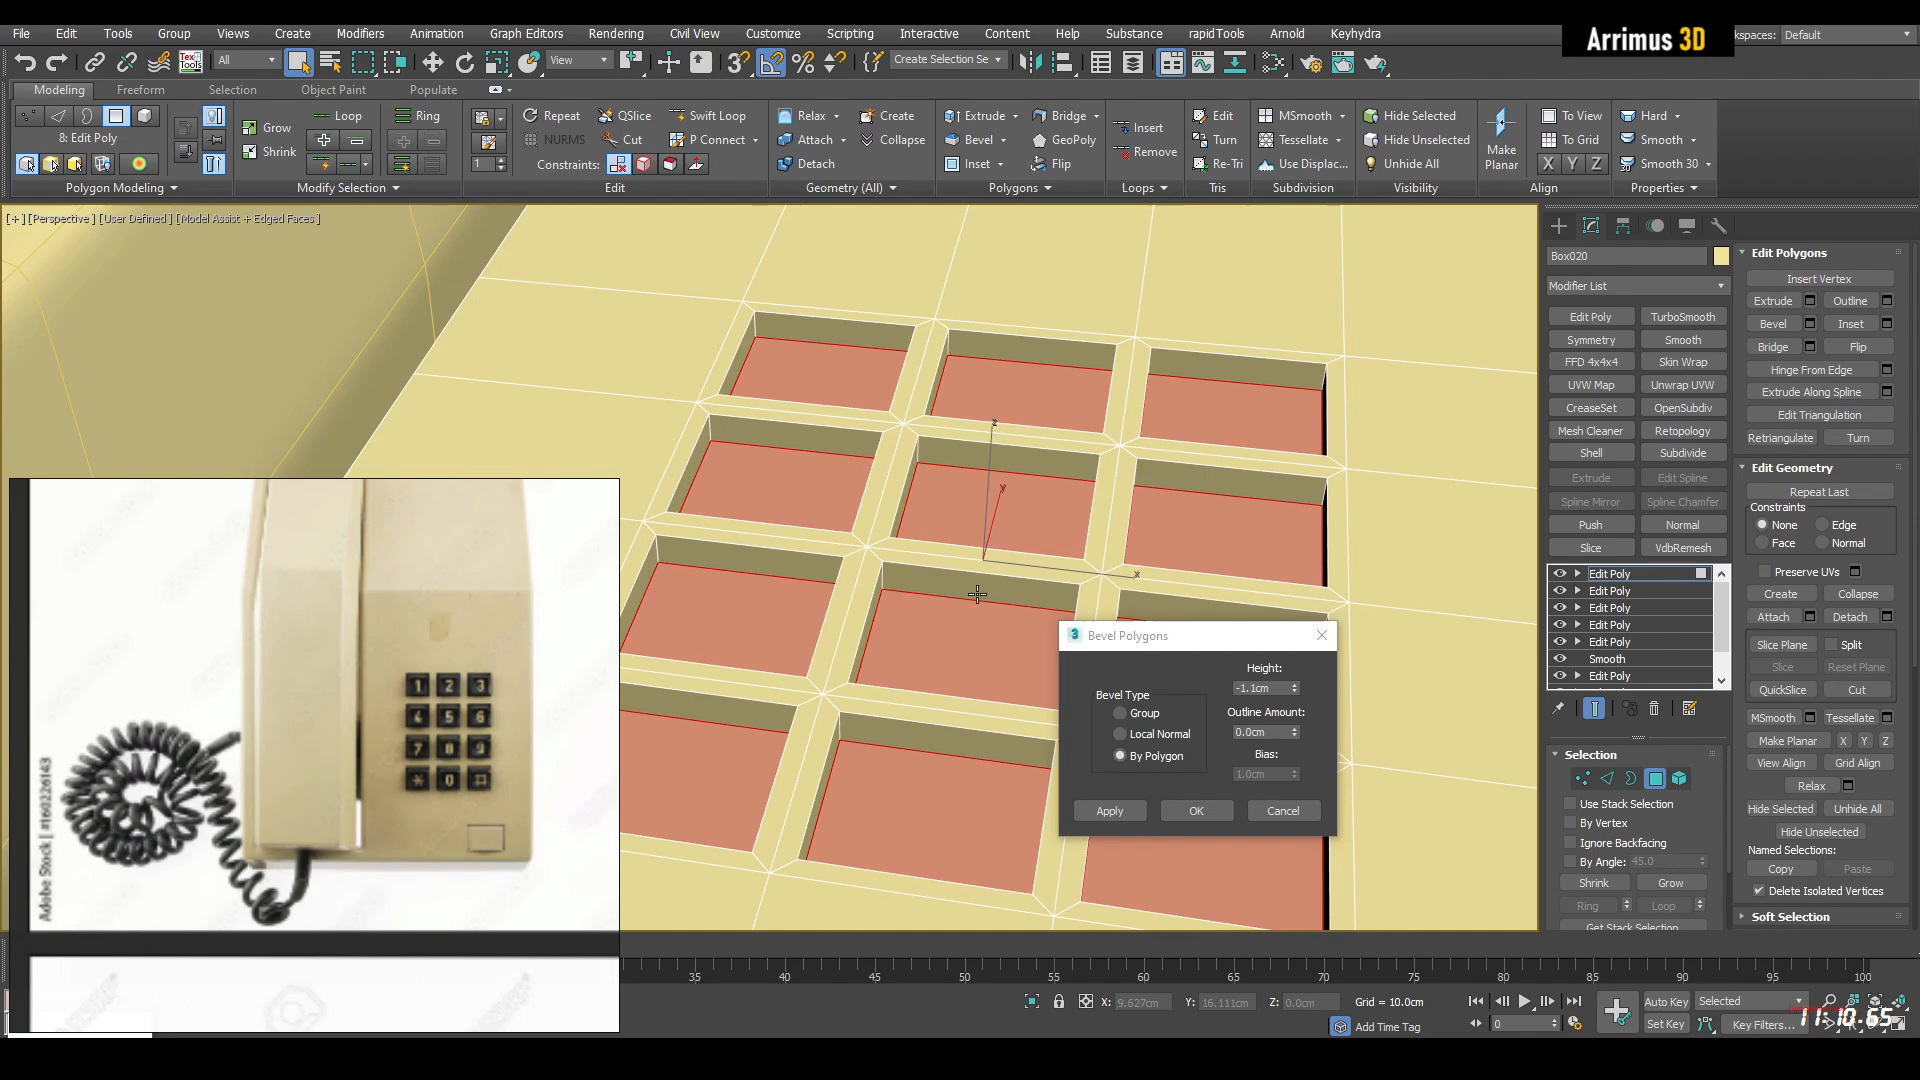 File Edit Tools Group Views Create Modifiers Animation Graph Editors Rendering Civil View Customize Scripting Interactive Content Help Substance rapidTools Arnold Keyhydra
Arrimus 3D
kspaces: Default
Tex Tools
All
View
Create Selection Se
Modeling Freeform Selection Object Paint Populate
8: Edit Poly
Grow
Shrink
Loop
Ring
1
Repeat QSlice Swift Loop
NURMS Cut P Connect
Constraints:
Relax Create
Attach Collapse
Detach
Extrude Bridge
Bevel GeoPoly
Inset Flip
Insert
Remove
Edit
Turn
Re-Tri
MSmooth
Tessellate
Use Displac...
Hide Selected
Hide Unselected
Unhide All
Make
Planar
To View
To Grid
X Y Z
Hard
Smooth
Smooth 30
Polygon Modeling Modify Selection Edit Geometry (All) Polygons Loops Tris Subdivision Visibility Align Properties
[+] [Perspective] [User Defined] [Model Assist + Edged Faces]
z
y
x
Bevel Polygons
Height:
-1.1cm
Bevel Type
Group
Local Normal
By Polygon
Outline Amount:
0.0cm
Bias:
1.0cm
Apply OK Cancel
1 2 3
4 5 6
7 8 9
* 0
Adobe Stock | #160226143
Box020
Modifier List
Edit Poly TurboSmooth
Symmetry Smooth
FFD 4x4x4 Skin Wrap
UVW Map Unwrap UVW
CreaseSet OpenSubdiv
Mesh Cleaner Retopology
Shell Subdivide
Extrude Edit Spline
Spline Mirror Spline Chamfer
Push Normal
Slice VdbRemesh
Edit Poly
Edit Poly
Edit Poly
Edit Poly
Edit Poly
Smooth
Edit Poly
Selection
Use Stack Selection
By Vertex
Ignore Backfacing
By Angle: 45.0
Shrink Grow
Ring Loop
Get Stack Selection
Edit Polygons
Insert Vertex
Extrude Outline
Bevel Inset
Bridge Flip
Hinge From Edge
Extrude Along Spline
Edit Triangulation
Retriangulate Turn
Edit Geometry
Repeat Last
Constraints
None Edge
Face Normal
Preserve UVs
Create Collapse
Attach Detach
Slice Plane Split
Slice Reset Plane
QuickSlice Cut
MSmooth Tessellate
Make Planar X Y Z
View Align Grid Align
Relax
Hide Selected Unhide All
Hide Unselected
Named Selections:
Copy Paste
Delete Isolated Vertices
Soft Selection
35 40 45 50 55 60 65 70 75 80 85 90 95 100
X: 9.627cm Y: 16.111cm Z: 0.0cm Grid = 10.0cm
Add Time Tag
0
Auto Key Selected
Set Key Key Filters...
11:10.65